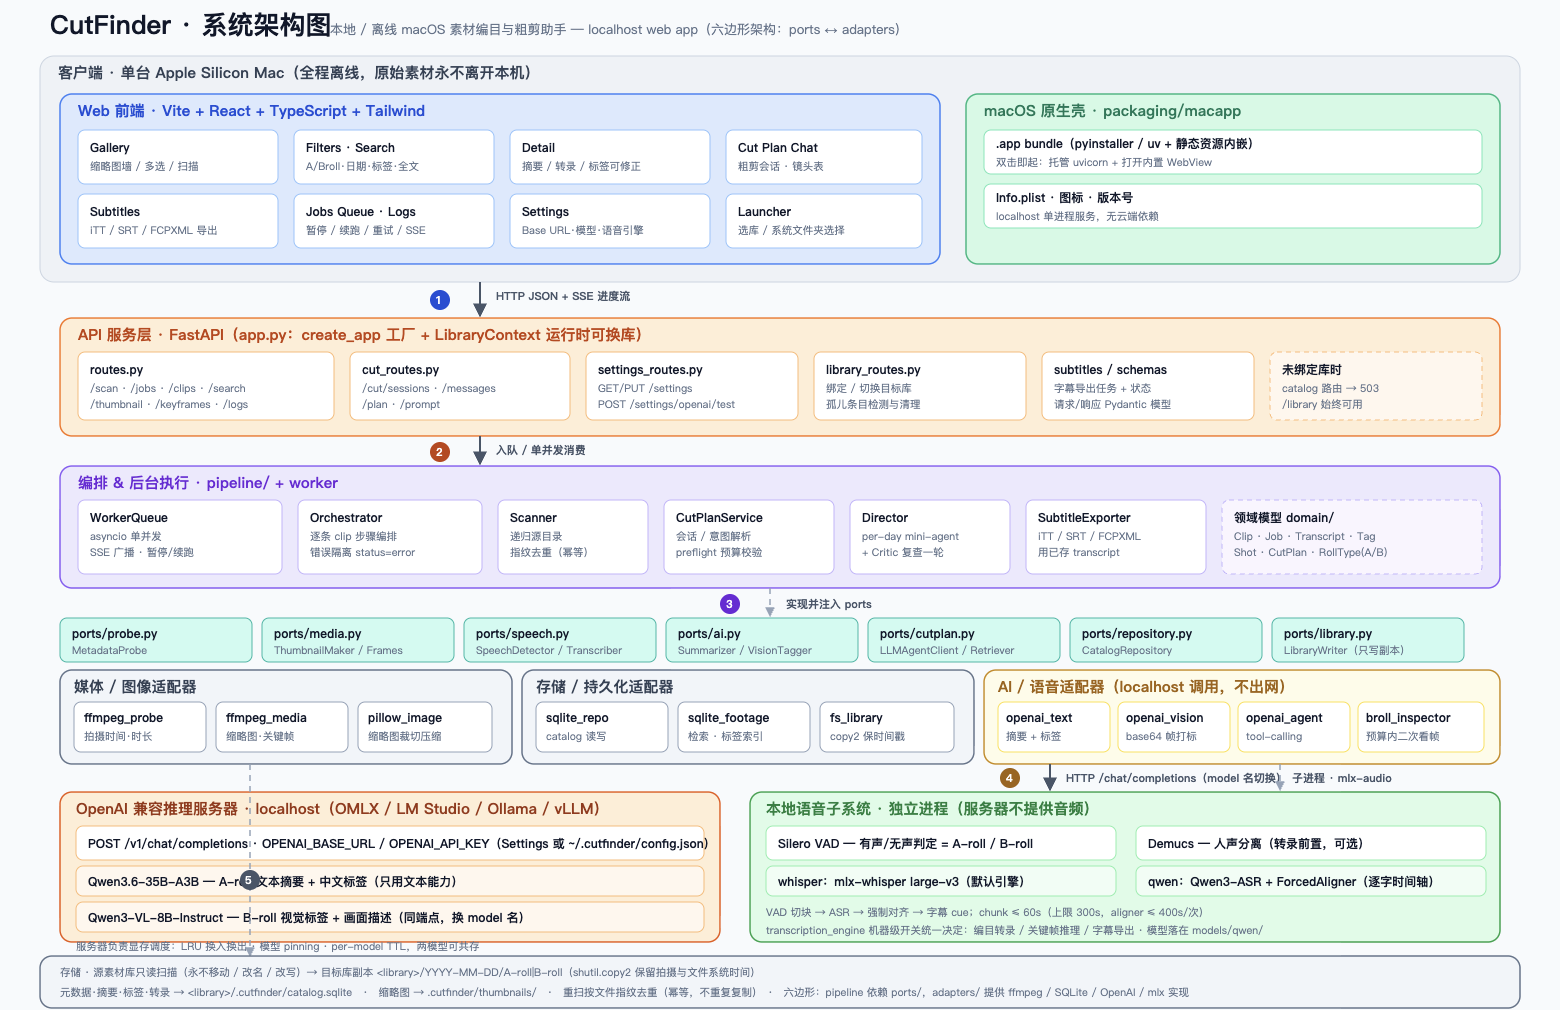 CutFinder · 系统架构图
本地 / 离线 macOS 素材编目与粗剪助手 — localhost web app（六边形架构：ports ↔ adapters）
客户端 · 单台 Apple Silicon Mac（全程离线，原始素材永不离开本机）
Web 前端 · Vite + React + TypeScript + Tailwind
Gallery
缩略图墙 / 多选 / 扫描
Filters · Search
A/Broll·日期·标签·全文
Detail
摘要 / 转录 / 标签可修正
Cut Plan Chat
粗剪会话 · 镜头表
Subtitles
iTT / SRT / FCPXML 导出
Jobs Queue · Logs
暂停 / 续跑 / 重试 / SSE
Settings
Base URL·模型·语音引擎
Launcher
选库 / 系统文件夹选择
macOS 原生壳 · packaging/macapp
.app bundle（pyinstaller / uv + 静态资源内嵌）
双击即起：托管 uvicorn + 打开内置 WebView
Info.plist · 图标 · 版本号
localhost 单进程服务，无云端依赖
1
HTTP JSON + SSE 进度流
API 服务层 · FastAPI（app.py：create_app 工厂 + LibraryContext 运行时可换库）
routes.py
/scan · /jobs · /clips · /search
/thumbnail · /keyframes · /logs
cut_routes.py
/cut/sessions · /messages
/plan · /prompt
settings_routes.py
GET/PUT /settings
POST /settings/openai/test
library_routes.py
绑定 / 切换目标库
孤儿条目检测与清理
subtitles / schemas
字幕导出任务 + 状态
请求/响应 Pydantic 模型
未绑定库时
catalog 路由 → 503
/library 始终可用
2
入队 / 单并发消费
编排 & 后台执行 · pipeline/ + worker
WorkerQueue
asyncio 单并发
SSE 广播 · 暂停/续跑
Orchestrator
逐条 clip 步骤编排
错误隔离 status=error
Scanner
递归源目录
指纹去重（幂等）
CutPlanService
会话 / 意图解析
preflight 预算校验
Director
per-day mini-agent
+ Critic 复查一轮
SubtitleExporter
iTT / SRT / FCPXML
用已存 transcript
领域模型 domain/
Clip · Job · Transcript · Tag
Shot · CutPlan · RollType(A/B)
3
实现并注入 ports
ports/probe.py
MetadataProbe
ports/media.py
ThumbnailMaker / Frames
ports/speech.py
SpeechDetector / Transcriber
ports/ai.py
Summarizer / VisionTagger
ports/cutplan.py
LLMAgentClient / Retriever
ports/repository.py
CatalogRepository
ports/library.py
LibraryWriter（只写副本）
媒体 / 图像适配器
ffmpeg_probe
拍摄时间·时长
ffmpeg_media
缩略图·关键帧
pillow_image
缩略图裁切压缩
存储 / 持久化适配器
sqlite_repo
catalog 读写
sqlite_footage
检索 · 标签索引
fs_library
copy2 保时间戳
AI / 语音适配器（localhost 调用，不出网）
openai_text
摘要 + 标签
openai_vision
base64 帧打标
openai_agent
tool-calling
broll_inspector
预算内二次看帧
4
HTTP /chat/completions（model 名切换）
子进程 · mlx-audio
OpenAI 兼容推理服务器 · localhost（OMLX / LM Studio / Ollama / vLLM）
POST /v1/chat/completions · OPENAI_BASE_URL / OPENAI_API_KEY（Settings 或 ~/.cutfinder/config.json）
Qwen3.6-35B-A3B — A-roll 文本摘要 + 中文标签（只用文本能力）
5
Qwen3-VL-8B-Instruct — B-roll 视觉标签 + 画面描述（同端点，换 model 名）
服务器负责显存调度：LRU 换入换出 · 模型 pinning · per-model TTL，两模型可共存
本地语音子系统 · 独立进程（服务器不提供音频）
Silero VAD — 有声/无声判定 = A-roll / B-roll
Demucs — 人声分离（转录前置，可选）
whisper：mlx-whisper large-v3（默认引擎）
qwen：Qwen3-ASR + ForcedAligner（逐字时间轴）
VAD 切块 → ASR → 强制对齐 → 字幕 cue；chunk ≤ 60s（上限 300s，aligner ≤ 400s/次）
transcription_engine 机器级开关统一决定：编目转录 / 关键帧推理 / 字幕导出 · 模型落在 models/qwen/
存储 · 源素材库只读扫描（永不移动 / 改名 / 改写）→ 目标库副本 <library>/YYYY-MM-DD/A-roll|B-roll（shutil.copy2 保留拍摄与文件系统时间）
元数据·摘要·标签·转录 → <library>/.cutfinder/catalog.sqlite · 缩略图 → .cutfinder/thumbnails/ · 重扫按文件指纹去重（幂等，不重复复制） · 六边形：pipeline 依赖 ports/，adapters/ 提供 ffmpeg / SQLite / OpenAI / mlx 实现